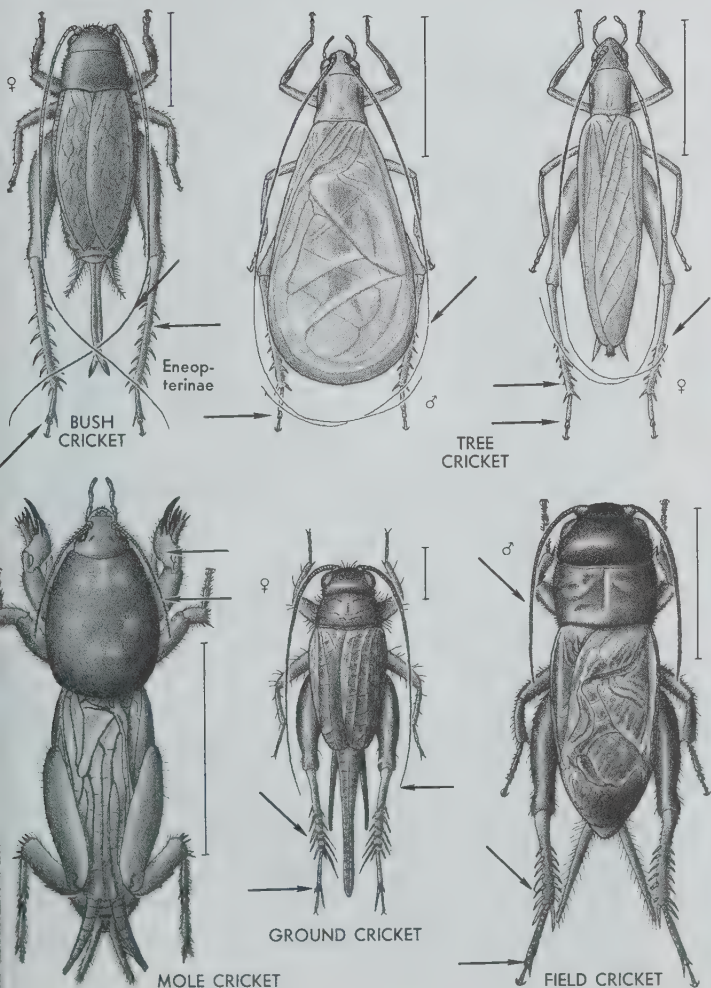 ♀
Eneop-
terinae
BUSH
CRICKET
♂
♀
TREE
CRICKET
MOLE CRICKET
♀
GROUND CRICKET
♂
FIELD CRICKET